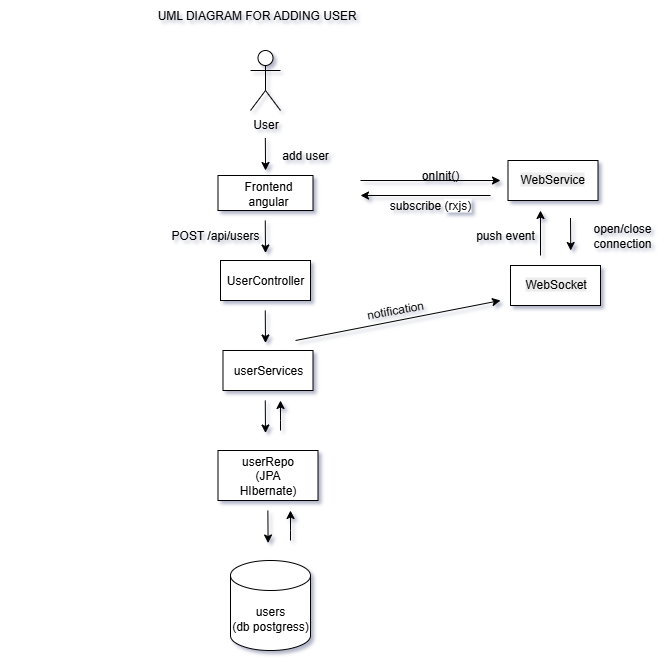 UML DIAGRAM FOR ADDING USER
User
add user
Frontend
angular
onInit()
subscribe (rxjs)
WebService
POST /api/users
push event
open/close
connection
UserController
WebSocket
notification
userServices
userRepo
(JPA
HIbernate)
users
(db postgress)